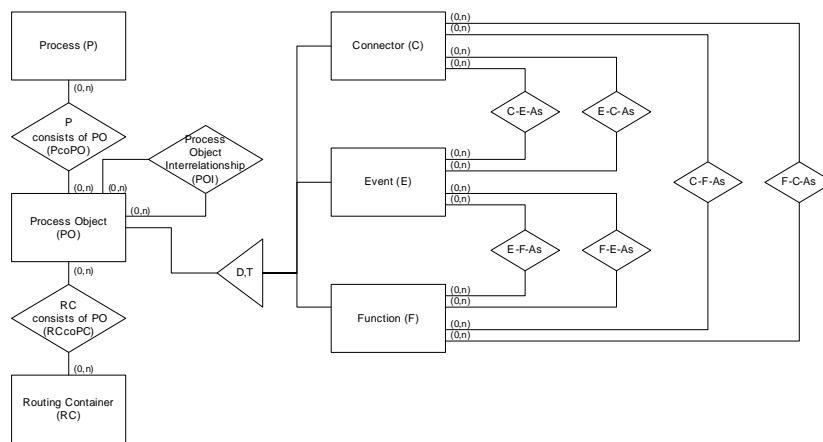 (0,n)
(0,n)
Process (P)
Connector (C)
(0,n)
(0,n)
(0,n)
P
consists of PO
(PcoPO)
Process
Object
Interrelationship
(POI)
C-E-As
E-C-As
(0,n)
(0,n)
Event (E)
(0,n)
(0,n)
C-F-As
F-C-As
(0,n)
(0,n)
(0,n)
(0,n)
Process Object
(PO)
(0,n)
D,T
E-F-As
F-E-As
RC
consists of PO
(RCcoPC)
(0,n)
(0,n)
Function (F)
(0,n)
(0,n)
(0,n)
Routing Container
(RC)